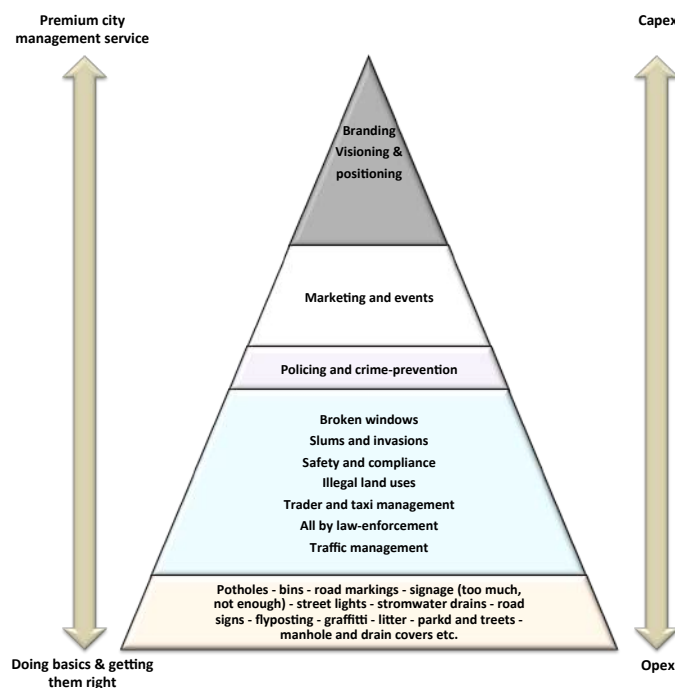 Premium city
management service
Capex
Branding
Visioning &
positioning
Marketing and events
Policing and crime-prevention
Broken windows
Slums and invasions
Safety and compliance
Illegal land uses
Trader and taxi management
All by law-enforcement
Traffic management
Potholes - bins - road markings - signage (too much,
not enough) - street lights - stromwater drains - road
signs - flyposting - graffitti - litter - parkd and treets -
manhole and drain covers etc.
Doing basics & getting
them right
Opex